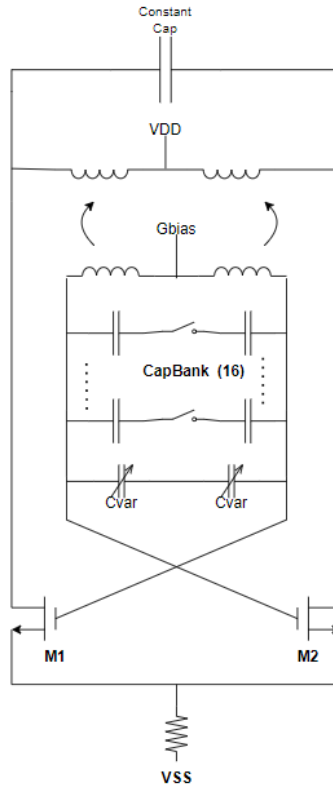 Constant
Cap
VDD
Gbias
CapBank (16)
Cvar Cvar
M1 M2
VSS